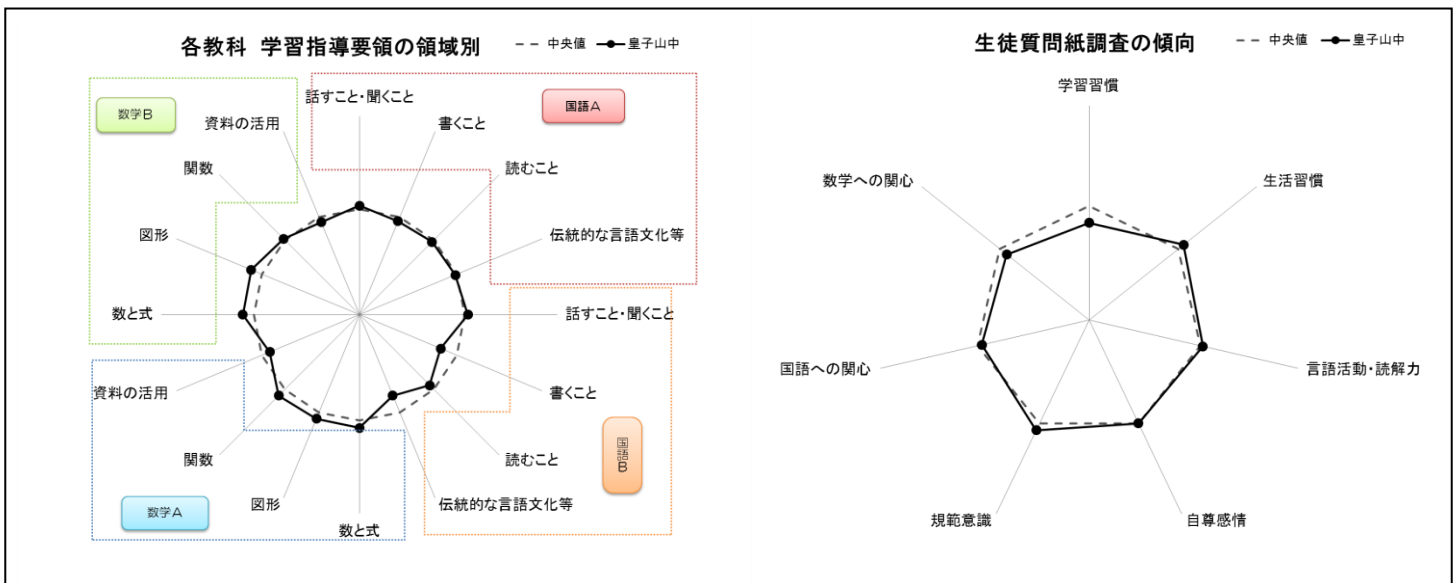 各教科 学習指導要領の領域別
中央値
皇子山中
数学B
国語A
話すこと・聞くこと
書くこと
読むこと
伝統的な言語文化等
話すこと・聞くこと
書くこと
読むこと
伝統的な言語文化等
国語B
数と式
図形
関数
資料の活用
数学A
数と式
図形
関数
資料の活用
生徒質問紙調査の傾向
中央値
皇子山中
学習習慣
生活習慣
言語活動・読解力
自尊感情
規範意識
国語への関心
数学への関心